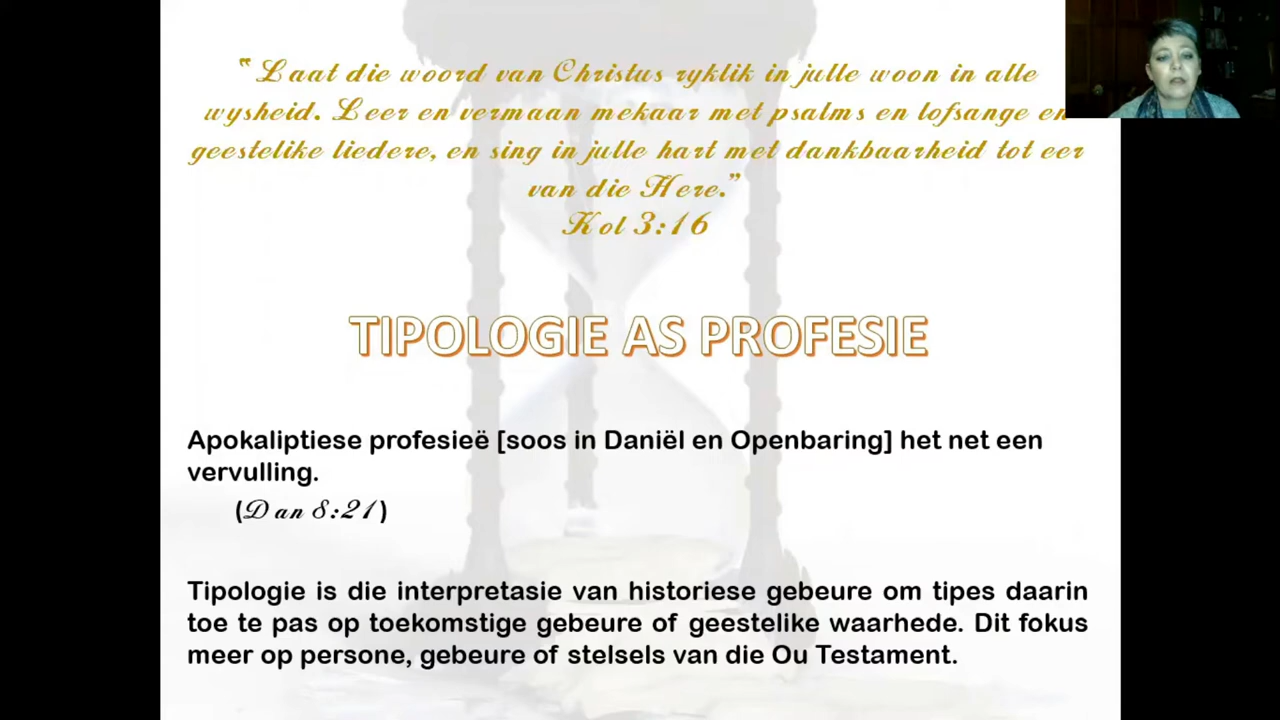 “Laat die woord van Christus ryklik in julle woon in alle
wysheid. Leer en vermaan mekaar met psalms en lofsange en
geestelike liedere, en sing in julle hart met dankbaarheid tot eer
van die Here.”
Kol 3:16
TIPOLOGIE AS PROFESIE
Apokaliptiese profesieë [soos in Daniël en Openbaring] het net een
vervulling.
(Dan 8:21)
Tipologie is die interpretasie van historiese gebeure om tipes daarin
toe te pas op toekomstige gebeure of geestelike waarhede. Dit fokus
meer op persone, gebeure of stelsels van die Ou Testament.